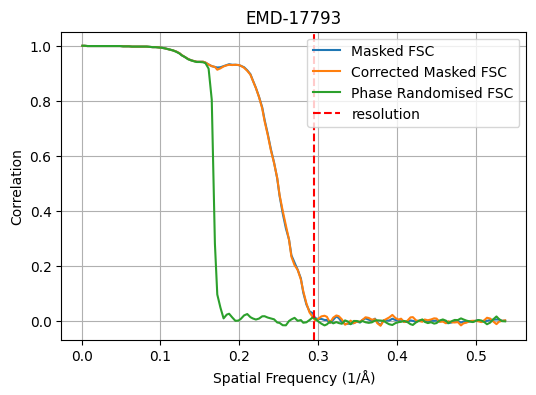 EMD-17793
Masked FSC
Corrected Masked FSC
Phase Randomised FSC
resolution
Correlation
1.0
0.8
0.6
0.4
0.2
0.0
0.0 0.1 0.2 0.3 0.4 0.5
Spatial Frequency (1/Å)